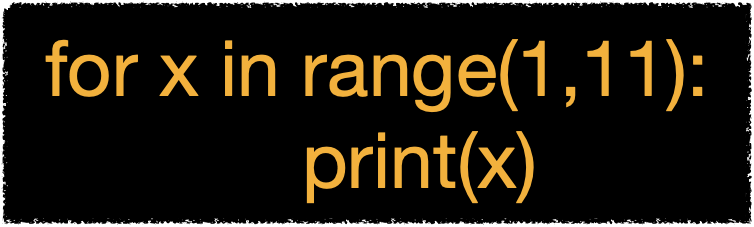 for x in range(1,11):
print(x)